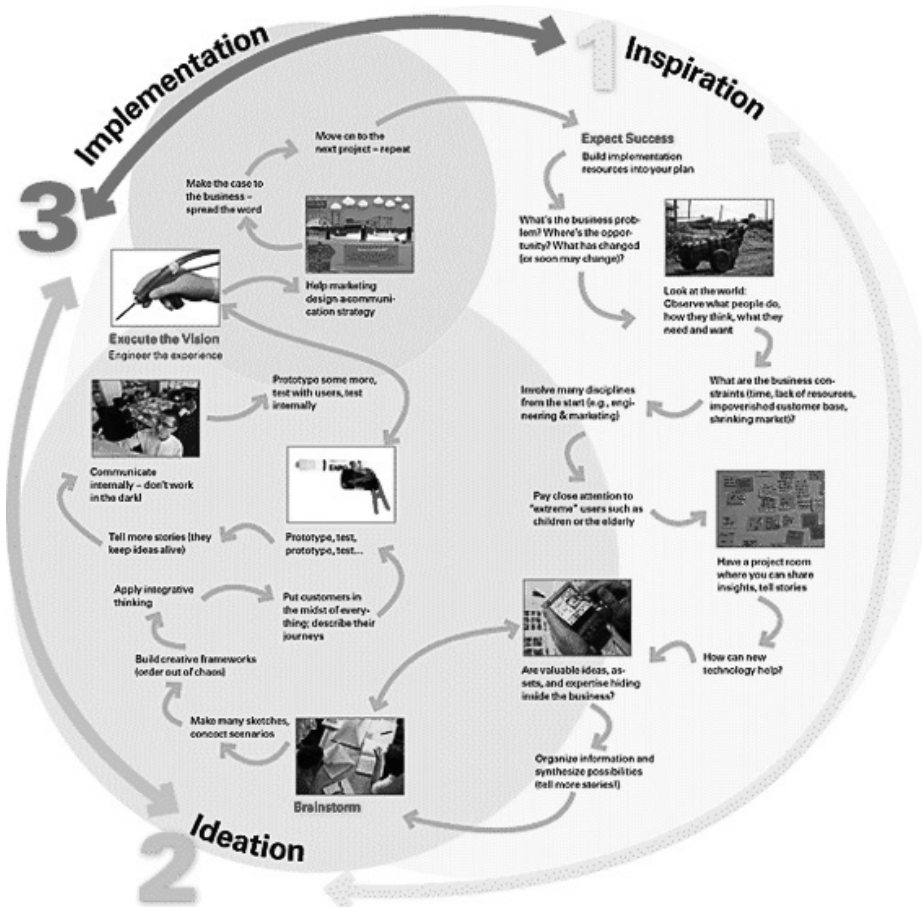 1
Inspiration
Expect Success
Build implementation
resources into your plan
What's the business prob-
lem? Where's the oppor-
tunity? What has changed
(or soon may change)?
Look at the world:
Observe what people do,
how they think, what they
need and want
What are the business con-
straints (time, lack of resources,
impoverished customer base,
shrinking market)?
Involve many disciplines
from the start (e.g., engi-
neering & marketing)
Pay close attention to
"extreme" users such as
children or the elderly
Have a project room
where you can share
insights, tell stories
How can new
technology help?
Are valuable ideas, as-
sets, and expertise hiding
inside the business?
Organize information and
synthesize possibilities
(tell more stories!)
2
Ideation
Brainstorm
Make many sketches,
concoct scenarios
Build creative frameworks
(order out of chaos)
Apply integrative
thinking
Put customers in
the midst of every-
thing; describe their
journeys
EXPO
Prototype, test,
prototype, test...
Tell more stories (they
keep ideas alive)
Communicate
internally – don't work
in the dark!
Prototype some more,
test with users, test
internally
3
Implementation
Execute the Vision
Engineer the experience
Help marketing
design a communi-
cation strategy
Make the case to
the business –
spread the word
Move on to the
next project – repeat